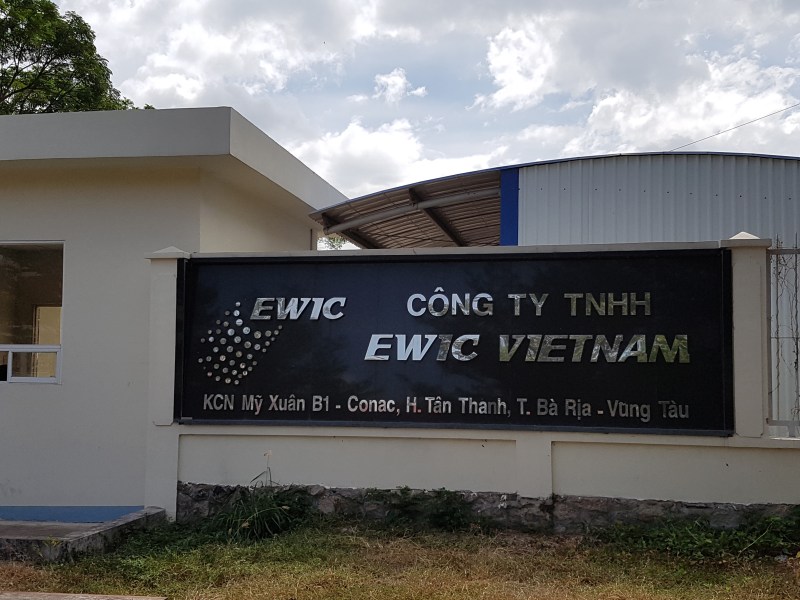 EWIC
CÔNG TY TNHH
EWIC VIETNAM
KCN Mỹ Xuân B1 - Conac, H. Tân Thanh, T. Bà Rịa - Vũng Tàu